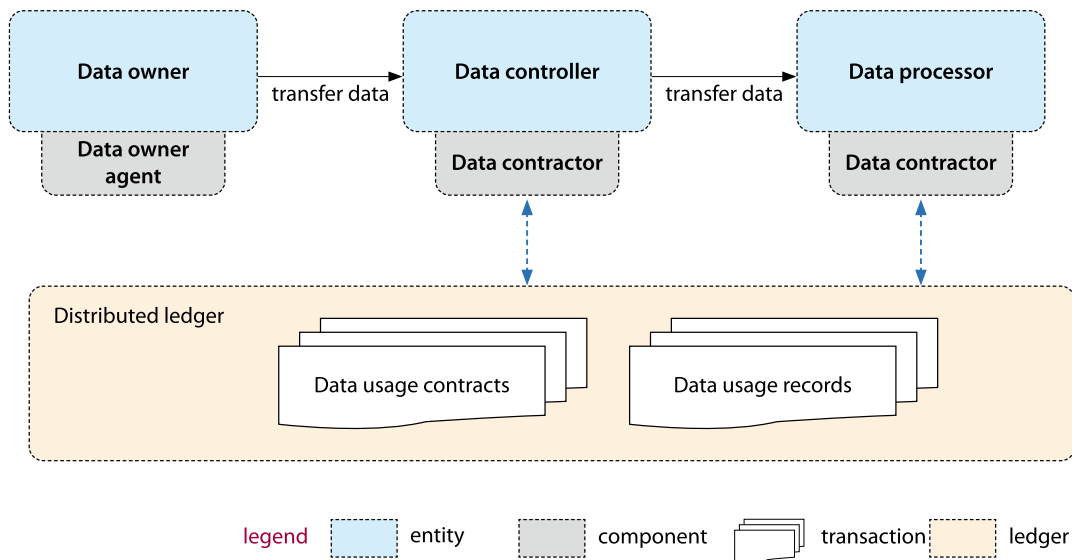 Data owner
transfer data
Data controller
transfer data
Data processor
Data owner
agent
Data contractor
Data contractor
Distributed ledger
Data usage contracts
Data usage records
legend
entity
component
transaction
ledger